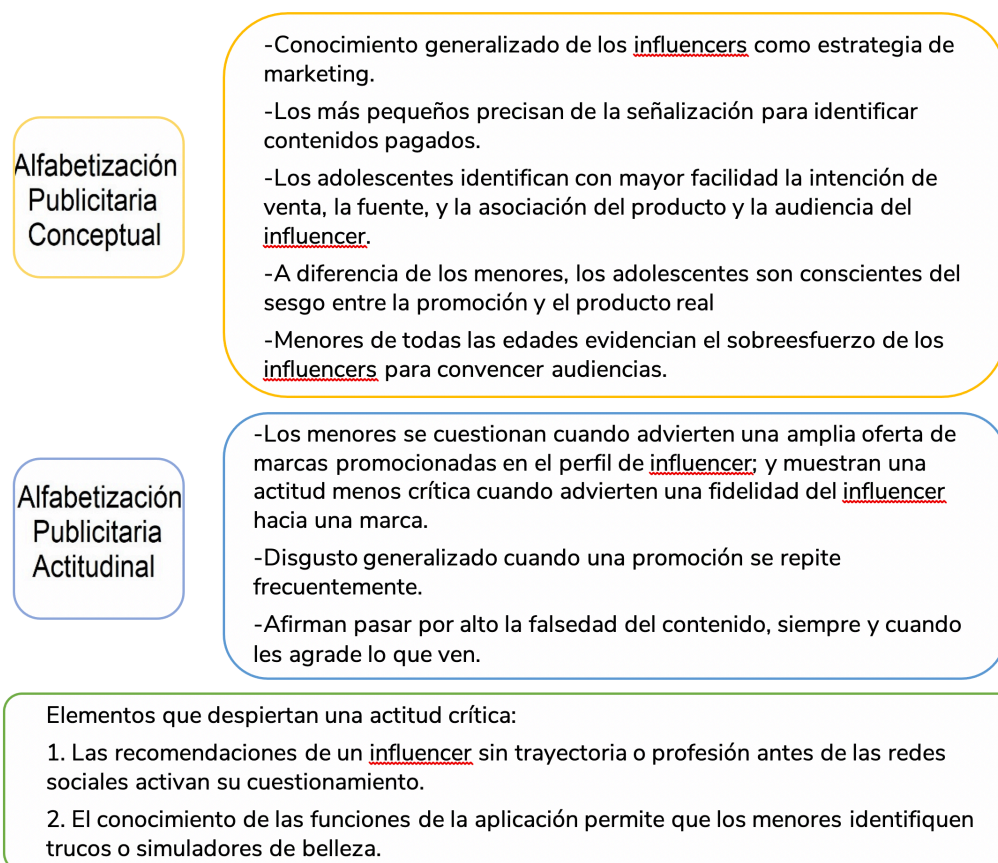 Alfabetización
Publicitaria
Conceptual
-Conocimiento generalizado de los influencers como estrategia de
marketing.
-Los más pequeños precisan de la señalización para identificar
contenidos pagados.
-Los adolescentes identifican con mayor facilidad la intención de
venta, la fuente, y la asociación del producto y la audiencia del
influencer.
-A diferencia de los menores, los adolescentes son conscientes del
sesgo entre la promoción y el producto real
-Menores de todas las edades evidencian el sobreesfuerzo de los
influencers para convencer audiencias.
Alfabetización
Publicitaria
Actitudinal
-Los menores se cuestionan cuando advierten una amplia oferta de
marcas promocionadas en el perfil de influencer; y muestran una
actitud menos crítica cuando advierten una fidelidad del influencer
hacia una marca.
-Disgusto generalizado cuando una promoción se repite
frecuentemente.
-Afirman pasar por alto la falsedad del contenido, siempre y cuando
les agrade lo que ven.
Elementos que despiertan una actitud crítica:
1. Las recomendaciones de un influencer sin trayectoria o profesión antes de las redes
sociales activan su cuestionamiento.
2. El conocimiento de las funciones de la aplicación permite que los menores identifiquen
trucos o simuladores de belleza.